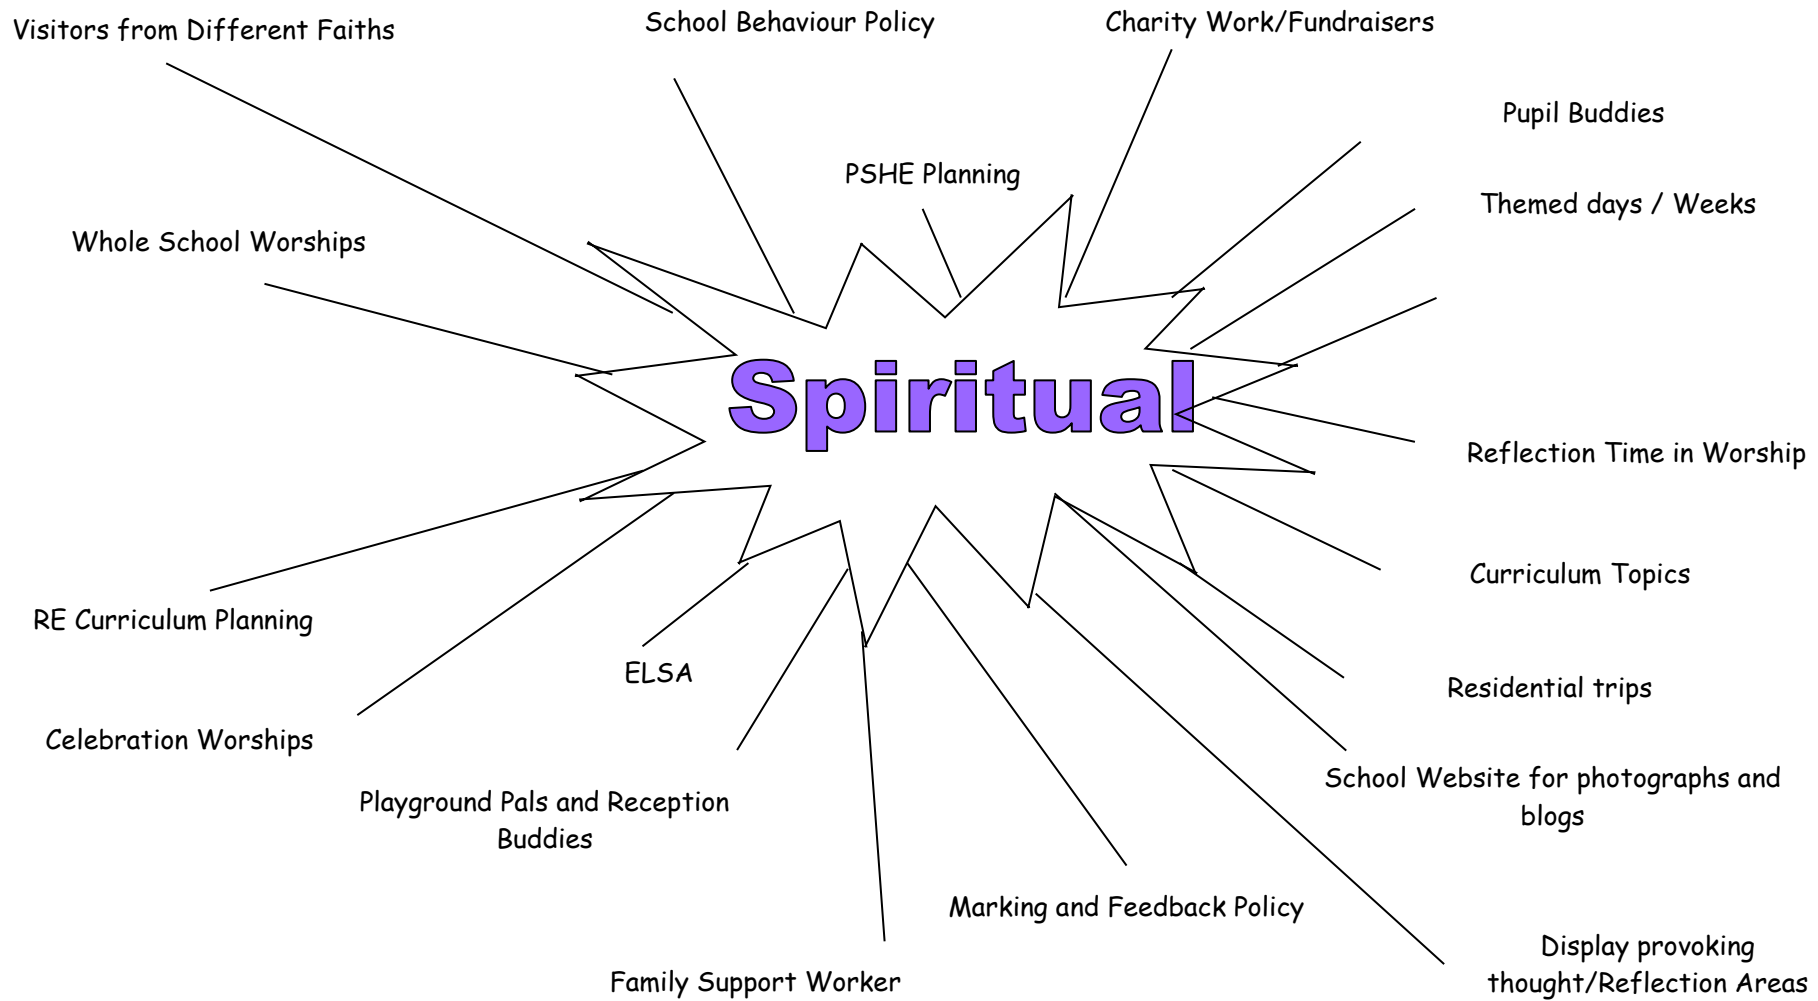 Visitors from Different Faiths
School Behaviour Policy
Charity Work/Fundraisers
Pupil Buddies
PSHE Planning
Themed days / Weeks
Whole School Worships
Spiritual
Reflection Time in Worship
Curriculum Topics
RE Curriculum Planning
ELSA
Residential trips
Celebration Worships
School Website for photographs and
blogs
Playground Pals and Reception
Buddies
Marking and Feedback Policy
Display provoking
thought/Reflection Areas
Family Support Worker